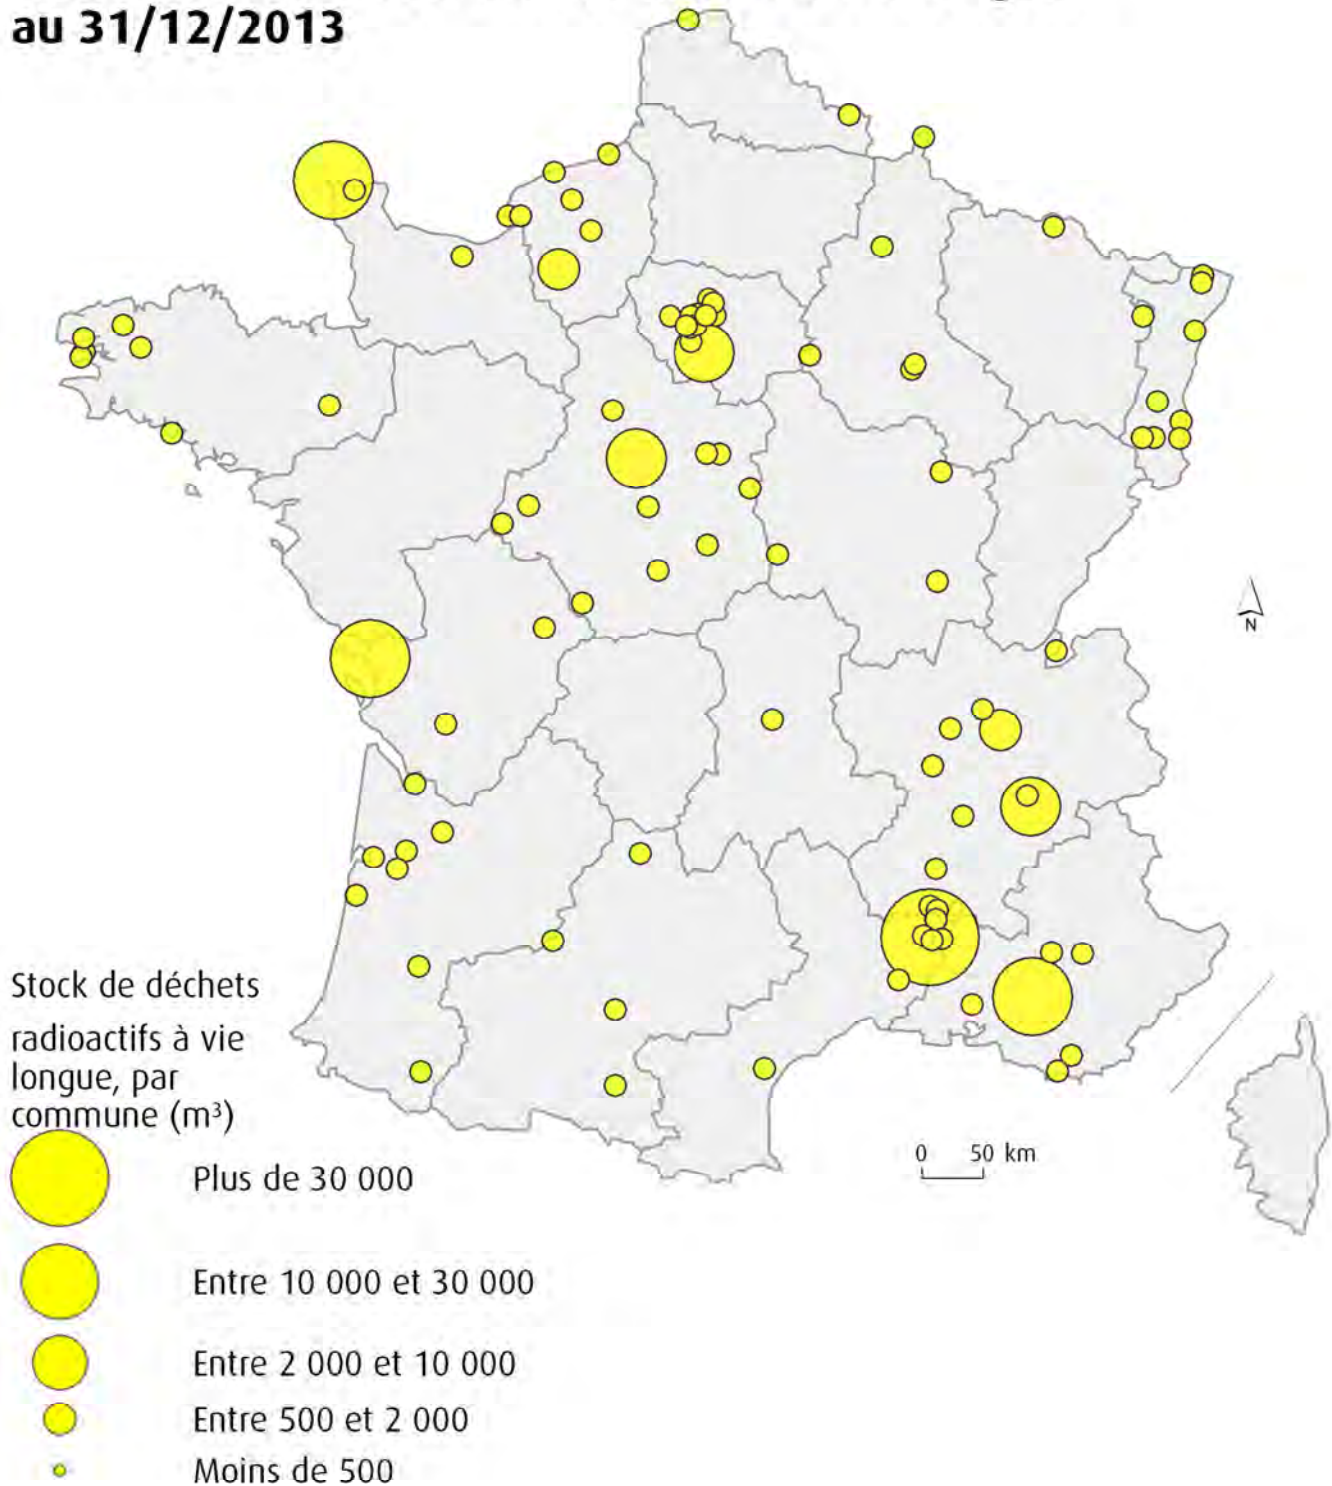 au 31/12/2013
N
Stock de déchets
radioactifs à vie
longue, par
commune (m³)
0 50 km
Plus de 30 000
Entre 10 000 et 30 000
Entre 2 000 et 10 000
Entre 500 et 2 000
Moins de 500